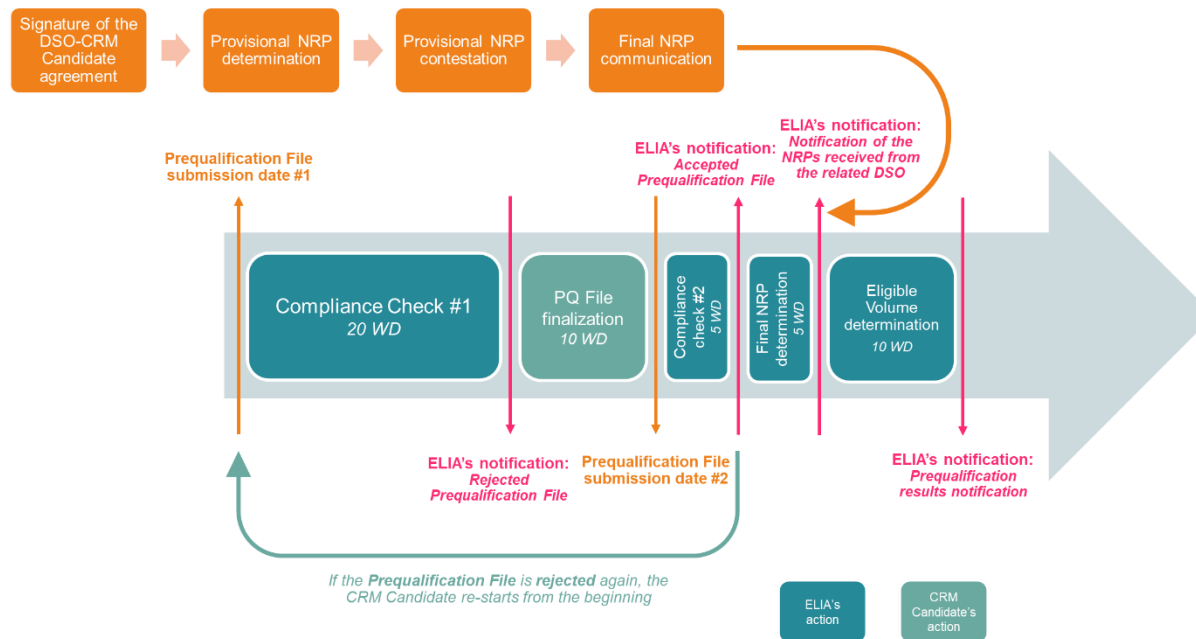 Signature of the
DSO-CRM
Candidate
agreement
Provisional NRP
determination
Provisional NRP
contestation
Final NRP
communication
Prequalification File
submission date #1
ELIA's notification:
Accepted
Prequalification File
ELIA's notification:
Notification of the
NRPs received from
the related DSO
Compliance Check #1
20 WD
PQ File
finalization
10 WD
Compliance
check #2
5 WD
Final NRP
determination
5 WD
Eligible
Volume
determination
10 WD
ELIA's notification:
Rejected
Prequalification File
Prequalification File
submission date #2
ELIA's notification:
Prequalification
results notification
If the Prequalification File is rejected again, the
CRM Candidate re-starts from the beginning
ELIA's
action
CRM
Candidate's
action